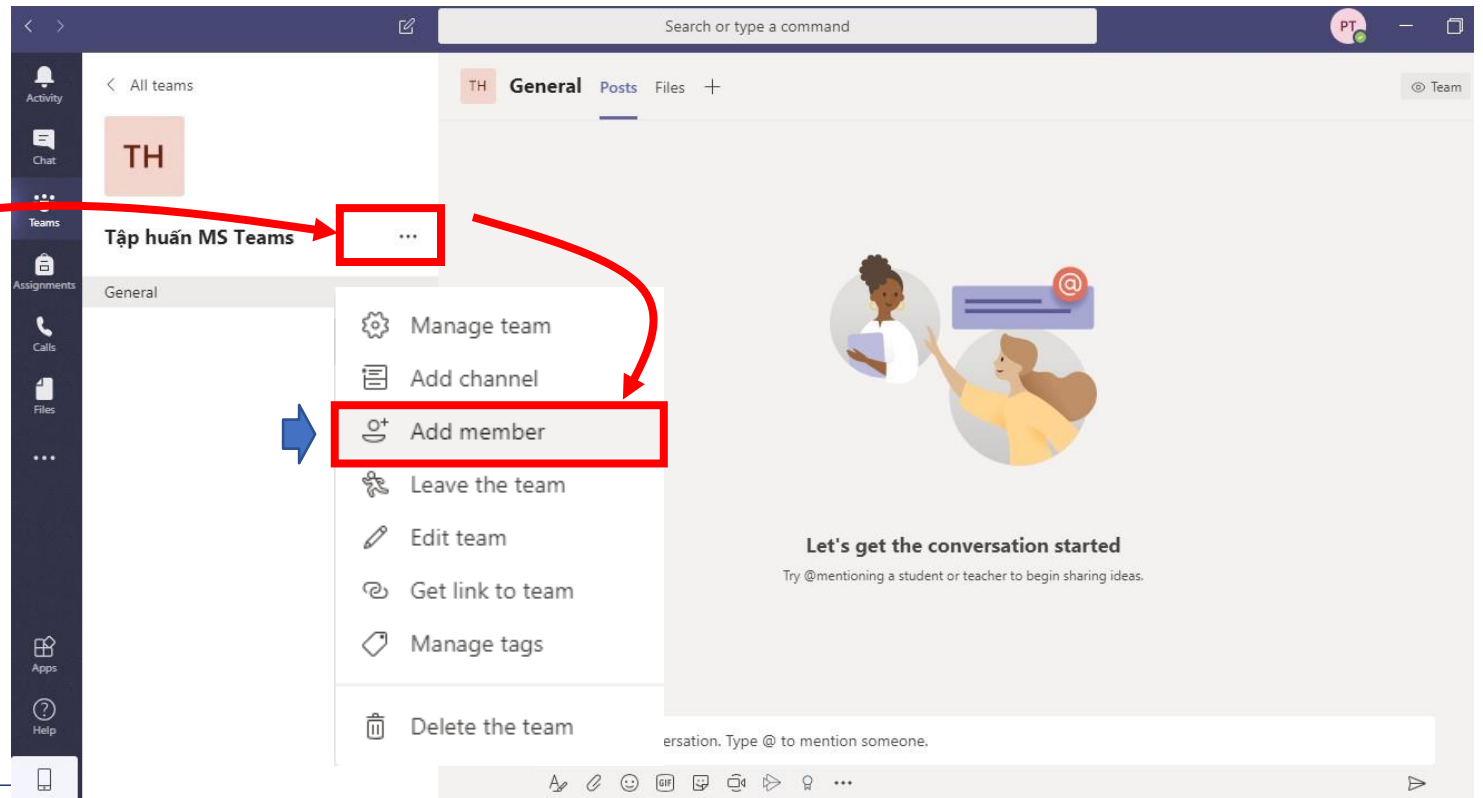 Search or type a command
PT
Activity
Chat
Teams
Assignments
Calls
Files
Apps
Help
All teams
TH
Tập huấn MS Teams
General
Manage team
Add channel
Add member
Leave the team
Edit team
Get link to team
Manage tags
Delete the team
TH General Posts Files
Team
@
Let's get the conversation started
Try @mentioning a student or teacher to begin sharing ideas.
ersation. Type @ to mention someone.
GIF